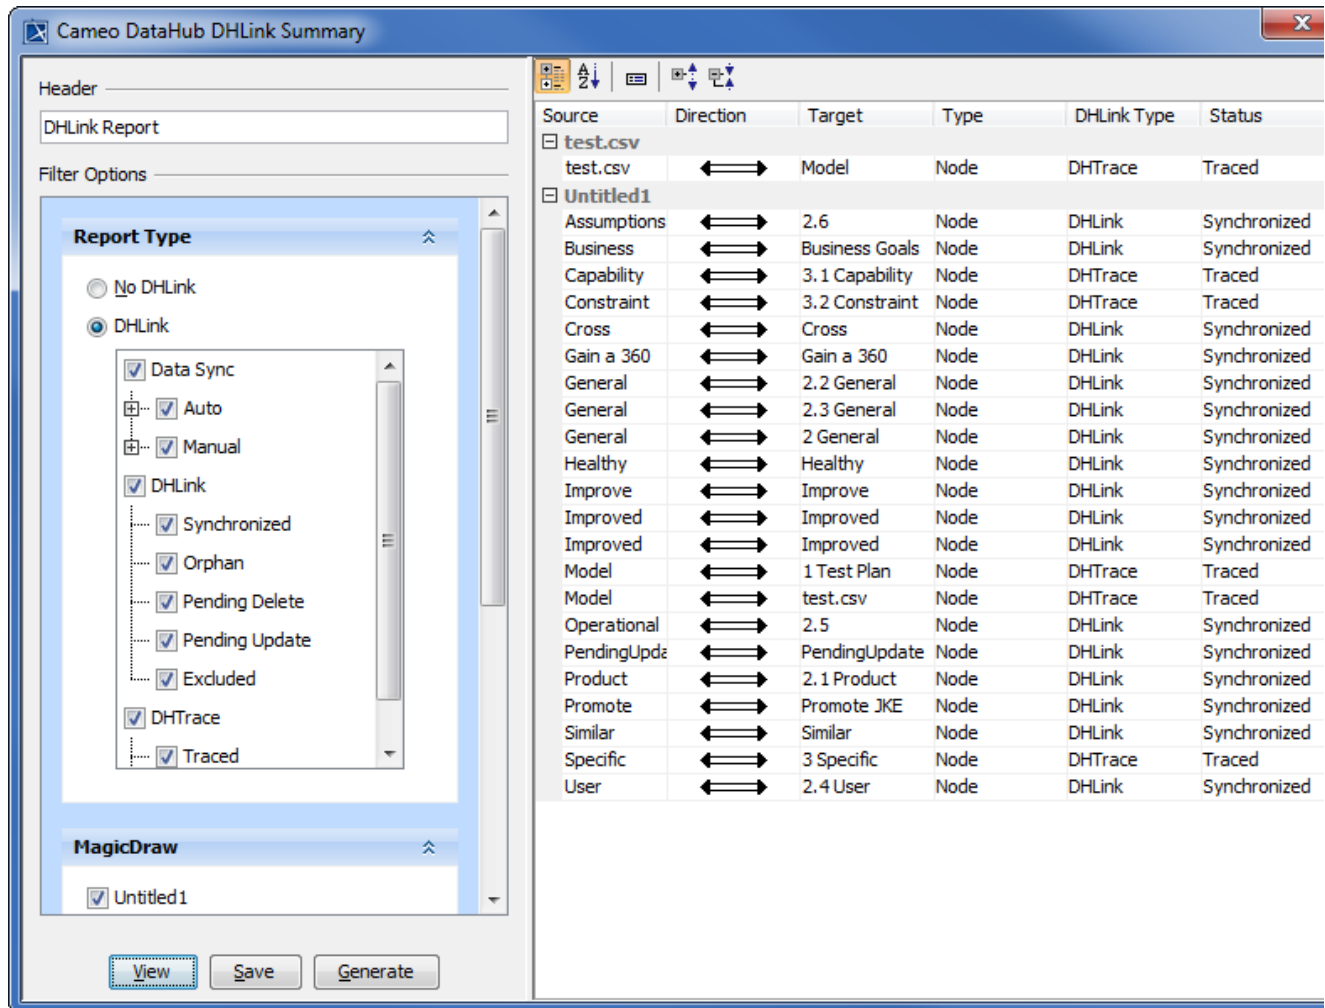 Cameo DataHub DHLink Summary
Header
DHLink Report
Filter Options
Report Type
No DHLink
DHLink
Data Sync
Auto
Manual
DHLink
Synchronized
Orphan
Pending Delete
Pending Update
Excluded
DHTrace
Traced
MagicDraw
Untitled1
View Save Generate
Source Direction Target Type DHLink Type Status
test.csv
test.csv Model Node DHTrace Traced
Untitled1
Assumptions 2.6 Node DHLink Synchronized
Business Business Goals Node DHLink Synchronized
Capability 3.1 Capability Node DHTrace Traced
Constraint 3.2 Constraint Node DHTrace Traced
Cross Cross Node DHLink Synchronized
Gain a 360 Gain a 360 Node DHLink Synchronized
General 2.2 General Node DHLink Synchronized
General 2.3 General Node DHLink Synchronized
General 2 General Node DHLink Synchronized
Healthy Healthy Node DHLink Synchronized
Improve Improve Node DHLink Synchronized
Improved Improved Node DHLink Synchronized
Improved Improved Node DHLink Synchronized
Model 1 Test Plan Node DHTrace Traced
Model test.csv Node DHTrace Traced
Operational 2.5 Node DHLink Synchronized
PendingUpda PendingUpdate Node DHLink Synchronized
Product 2.1 Product Node DHLink Synchronized
Promote Promote JKE Node DHLink Synchronized
Similar Similar Node DHLink Synchronized
Specific 3 Specific Node DHTrace Traced
User 2.4 User Node DHLink Synchronized